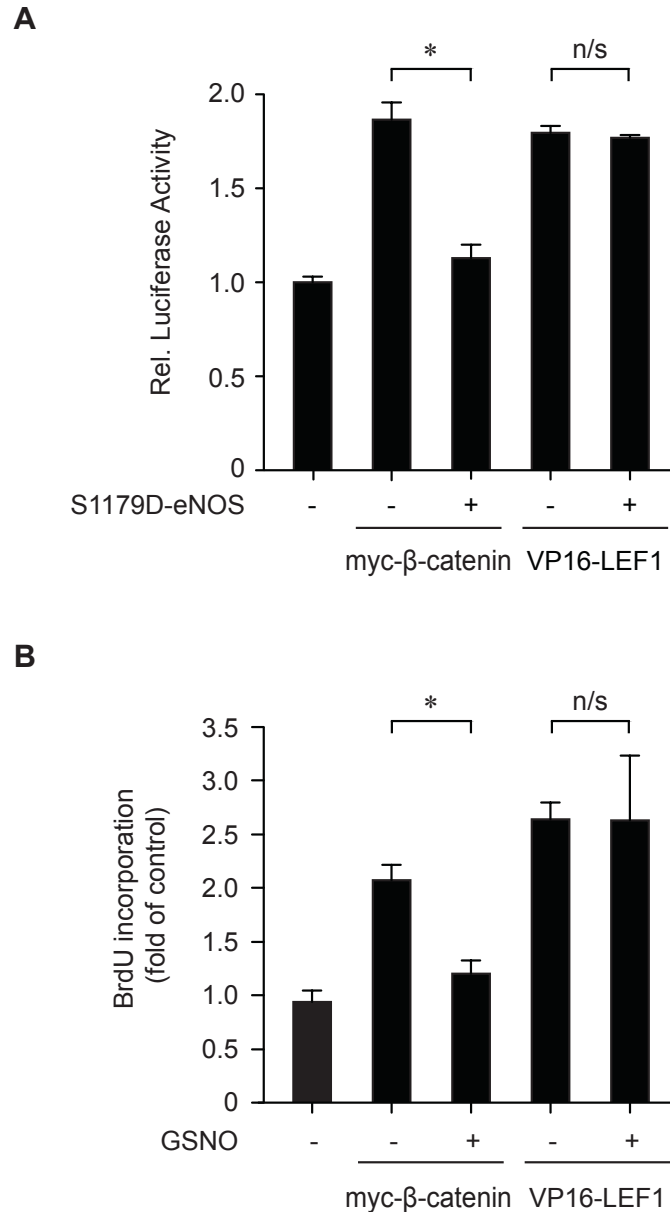 A
* n/s
2.0
1.5
1.0
0.5
0
Rel. Luciferase Activity
S1179D-eNOS - - + - +
myc-β-catenin VP16-LEF1
B
* n/s
3.5
3.0
2.5
2.0
1.5
1.0
0.5
0
BrdU incorporation
(fold of control)
GSNO - - + - +
myc-β-catenin VP16-LEF1